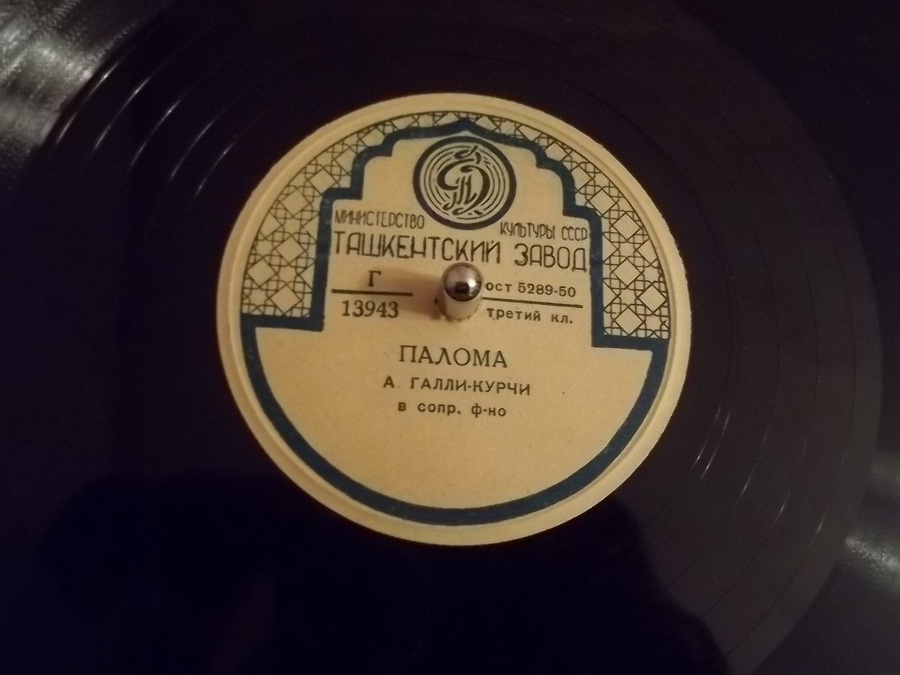 МИНИСТЕРСТВО КУЛЬТУРЫ СССР
ТАШКЕНТСКИЙ ЗАВОД
Г ост 5289-50
13943 третий кл.
ПАЛОМА
А. ГАЛЛИ-КУРЧИ
в сопр. ф-но